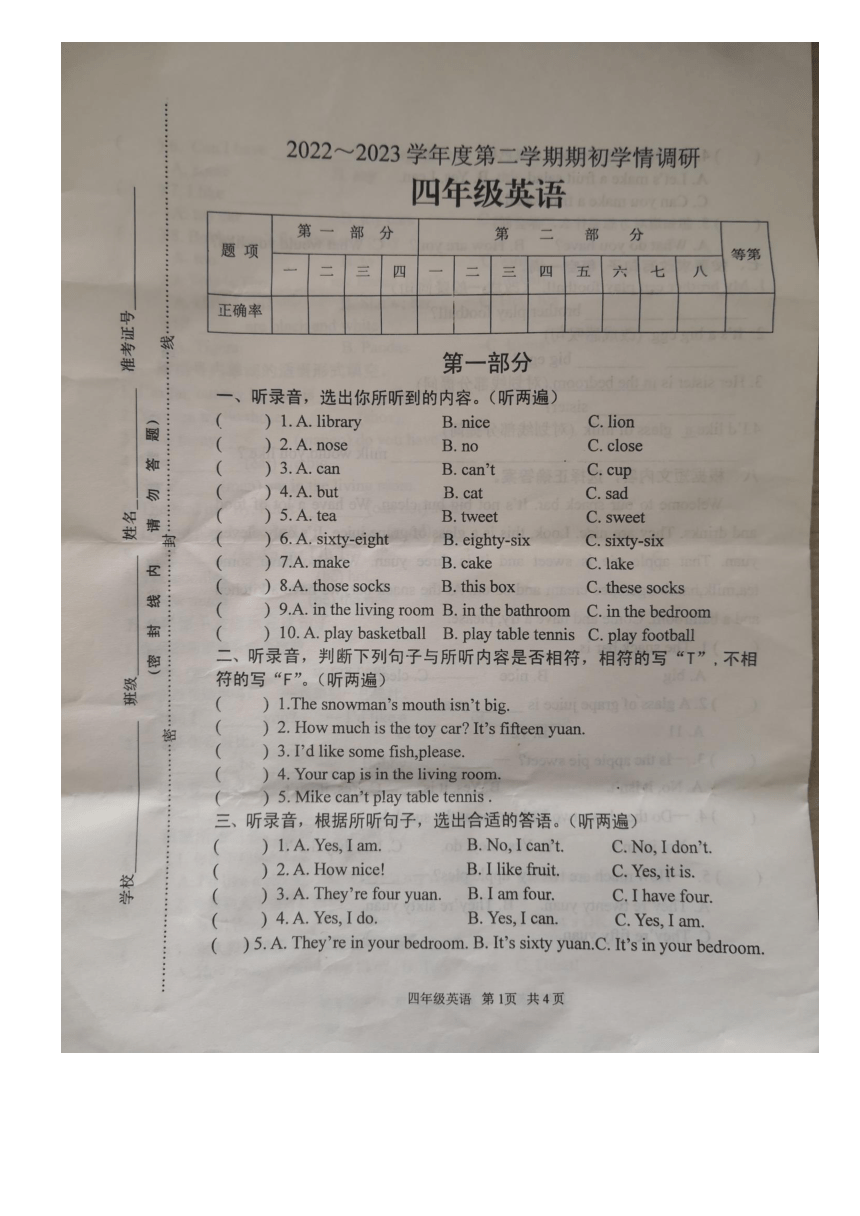 2022～2023学年度第二学期期初学情调研
四年级英语
题项 第一部分 第二部分 等第
一 二 三 四 一 二 三 四 五 六 七 八
正确率
第一部分
一、听录音，选出你所听到的内容。（听两遍）
( ) 1. A. library B. nice C. lion
( ) 2. A. nose B. no C. close
( ) 3. A. can B. can't C. cup
( ) 4. A. but B. cat C. sad
( ) 5. A. tea B. tweet C. sweet
( ) 6. A. sixty-eight B. eighty-six C. sixty-six
( ) 7.A. make B. cake C. lake
( ) 8.A. those socks B. this box C. these socks
( ) 9.A. in the living room B. in the bathroom C. in the bedroom
( ) 10. A. play basketball B. play table tennis C. play football
二、听录音，判断下列句子与所听内容是否相符，相符的写“T”,不相
符的写“F”。（听两遍）
( ) 1.The snowman's mouth isn't big.
( ) 2. How much is the toy car? It's fifteen yuan.
( ) 3. I'd like some fish,please.
( ) 4. Your cap is in the living room.
( ) 5. Mike can't play table tennis .
三、听录音，根据所听句子，选出合适的答语。（听两遍）
( ) 1. A. Yes, I am. B. No, I can't. C. No, I don't.
( ) 2. A. How nice! B. I like fruit. C. Yes, it is.
( ) 3. A. They're four yuan. B. I am four. C. I have four.
( ) 4. A. Yes, I do. B. Yes, I can. C. Yes, I am.
( ) 5. A. They're in your bedroom. B. It's sixty yuan.C. It's in your bedroom.
四年级英语 第1页 共4页
学校 班级 姓名 准考证号
（密 封 线 内 请 勿 答 题）
密 封 线